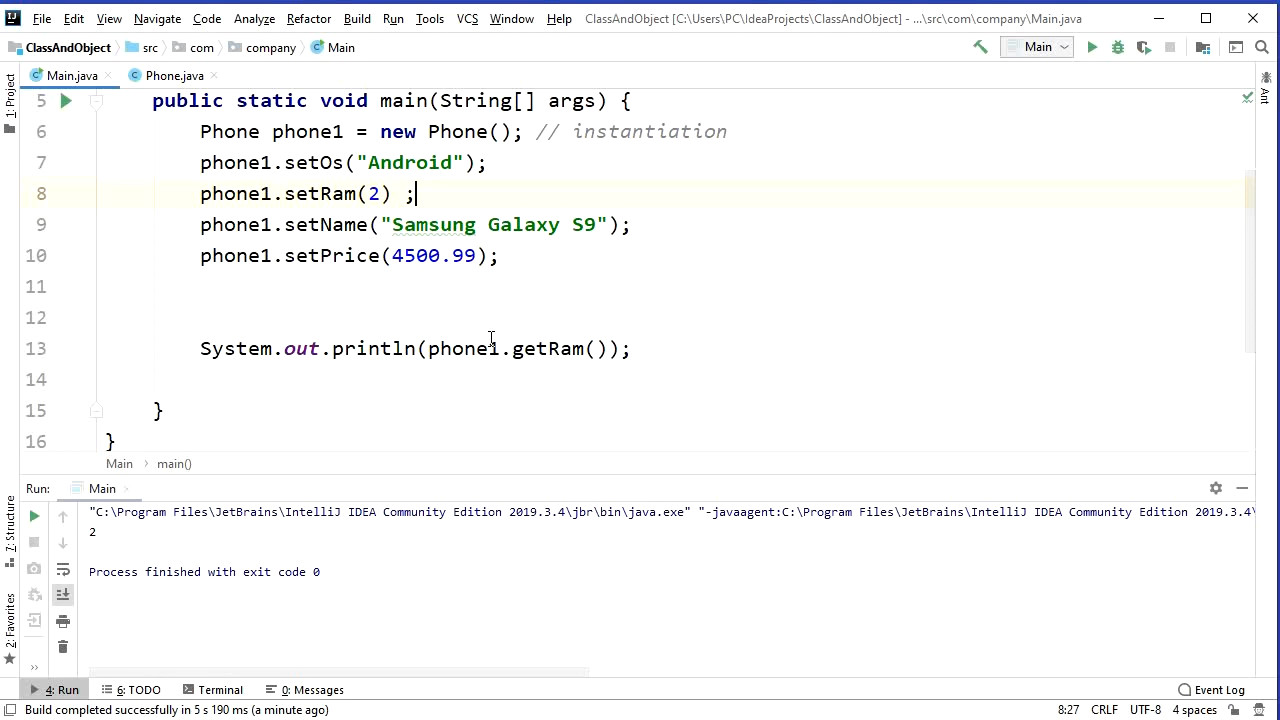 File Edit View Navigate Code Analyze Refactor Build Run Tools VCS Window Help ClassAndObject [C:\Users\PC\IdeaProjects\ClassAndObject] - ...\src\com\company\Main.java
ClassAndObject src com company Main Main
1: Project
Main.java Phone.java
Ant
5 public static void main(String[] args) {
6 Phone phone1 = new Phone(); // instantiation
7 phone1.setOs("Android");
8 phone1.setRam(2) ;
9 phone1.setName("Samsung Galaxy S9");
10 phone1.setPrice(4500.99);
11
12
13 System.out.println(phone1.getRam());
14
15 }
16 }
Main main()
Run: Main
"C:\Program Files\JetBrains\IntelliJ IDEA Community Edition 2019.3.4\jbr\bin\java.exe" "-javaagent:C:\Program Files\JetBrains\IntelliJ IDEA Community Edition 2019.3.4\
2
Process finished with exit code 0
7: Structure
2: Favorites
4: Run 6: TODO Terminal 0: Messages Event Log
Build completed successfully in 5 s 190 ms (a minute ago) 8:27 CRLF UTF-8 4 spaces